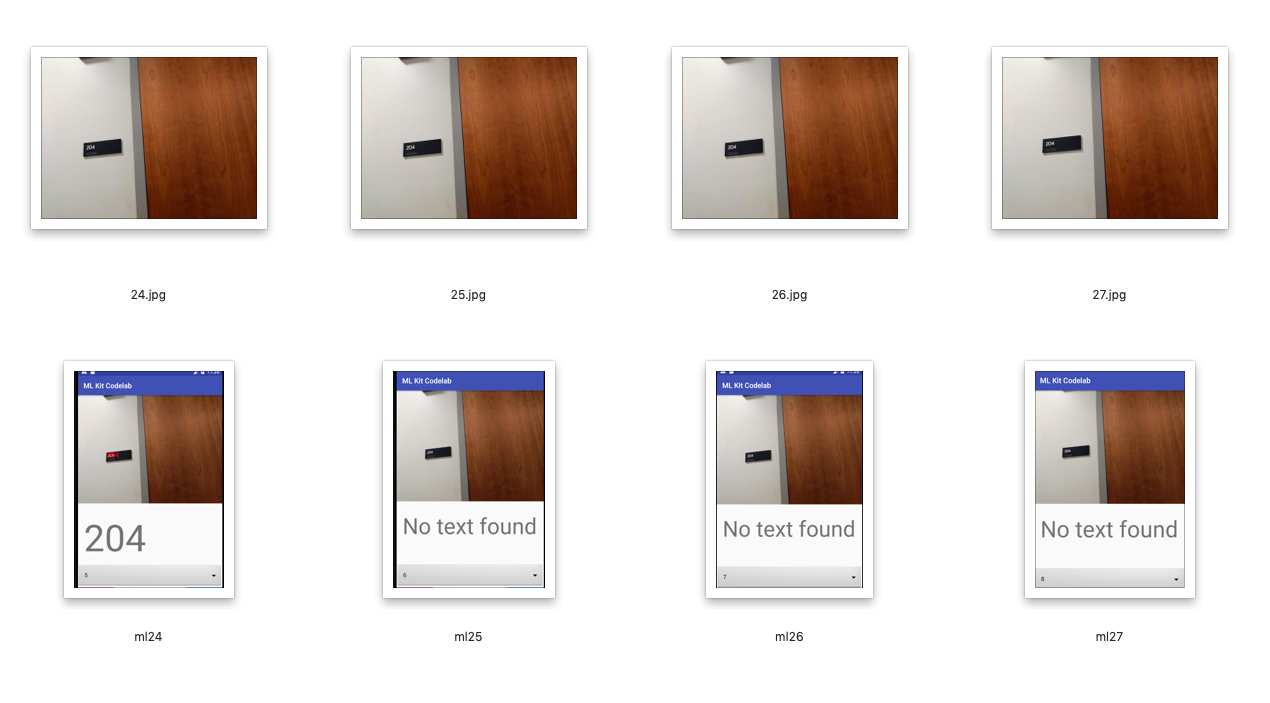 204
204
204
204
24.jpg
25.jpg
26.jpg
27.jpg
ML Kit Codelab
ML Kit Codelab
ML Kit Codelab
ML Kit Codelab
204
204
204
204
No text found
No text found
No text found
5
6
7
8
ml24
ml25
ml26
ml27